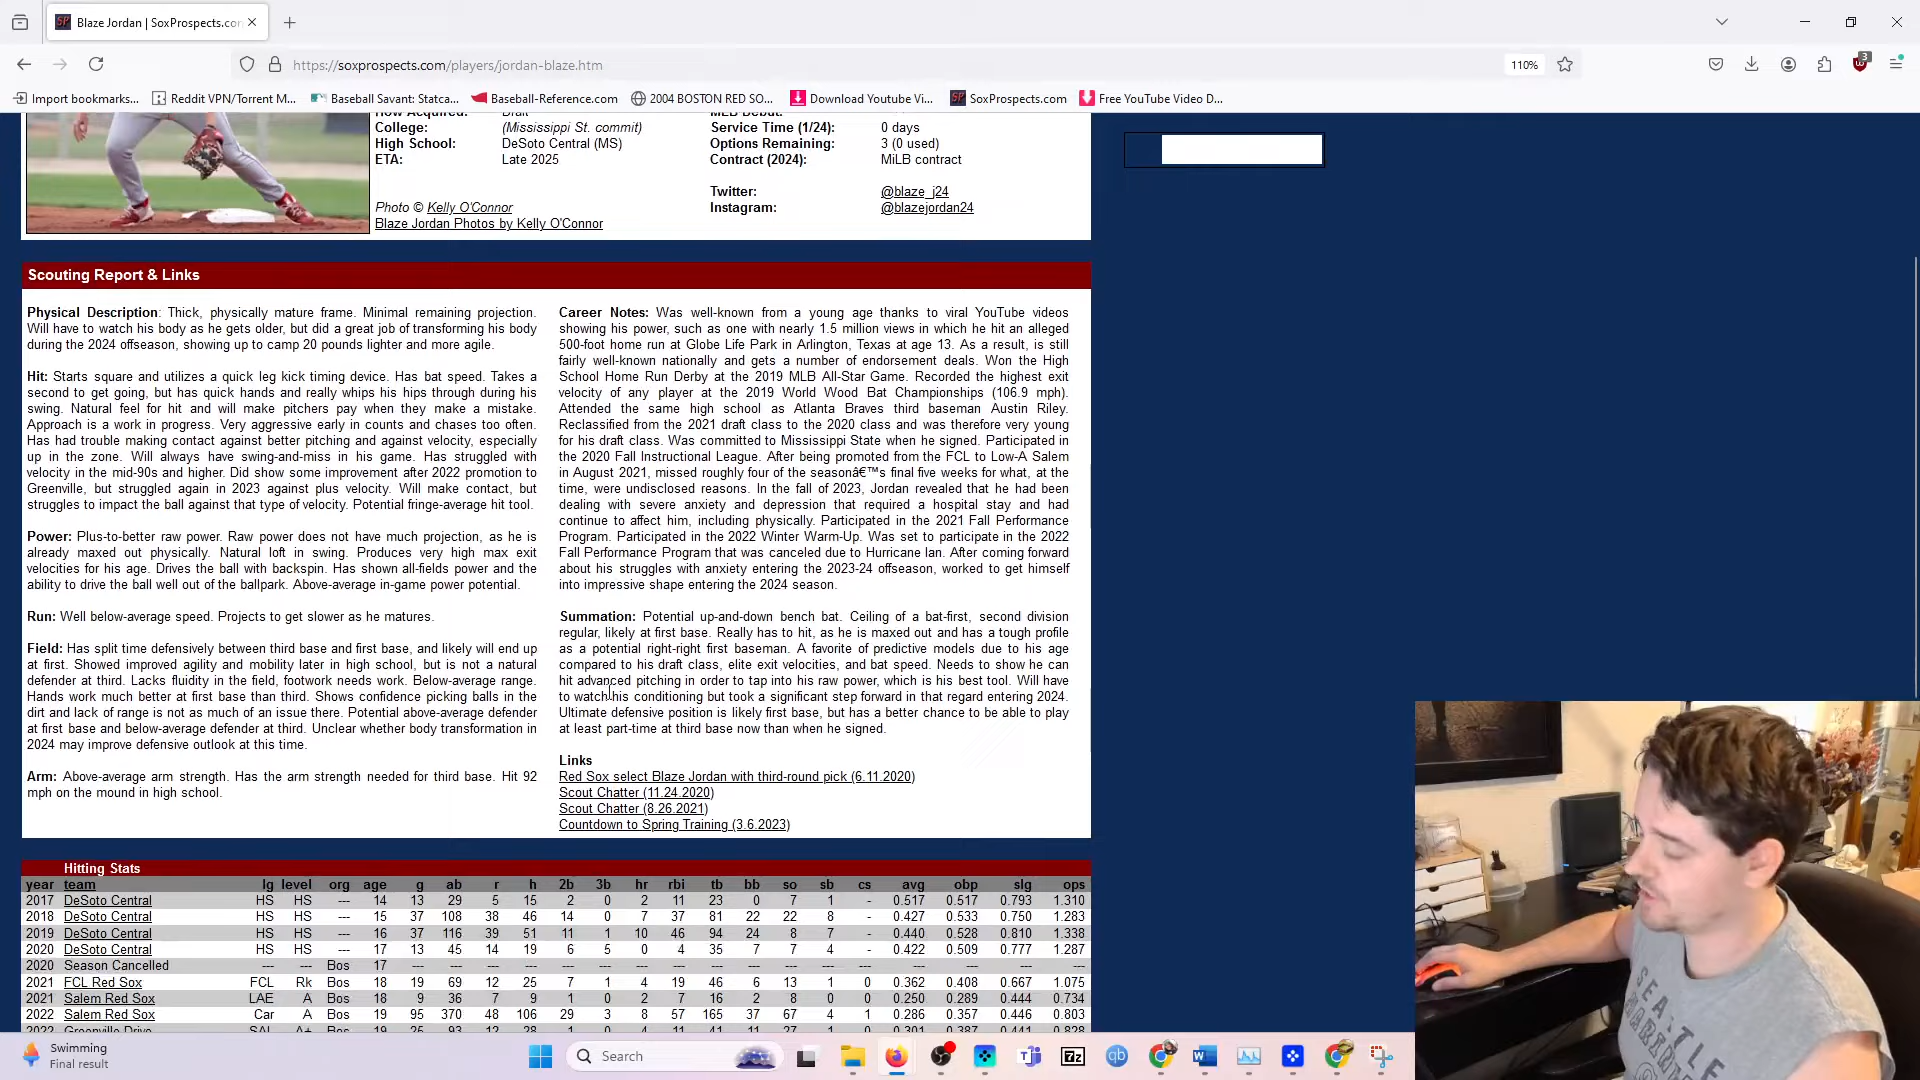 Blaze Jordan | SoxProspects.co
https://soxprospects.com/players/jordan-blaze.htm
110%
3
Import bookmarks...
Reddit VPN/Torrent M...
Baseball Savant: Statca...
Baseball-Reference.com
2004 BOSTON RED SO...
Download Youtube Vi...
SoxProspects.com
Free YouTube Video D...
How Acquired: Draft
College: (Mississippi St. commit)
High School: DeSoto Central (MS)
ETA: Late 2025
Photo © Kelly O'Connor
Blaze Jordan Photos by Kelly O'Connor
MLB Debut:
Service Time (1/24) 0 days
Options Remaining: 3 (0 used)
Contract (2024): MiLB contract
Twitter: @blaze_j24
Instagram: @blazejordan24
Scouting Report & Links
Physical Description: Thick, physically mature frame. Minimal remaining projection.
Will have to watch his body as he gets older, but did a great job of transforming his body
during the 2024 offseason, showing up to camp 20 pounds lighter and more agile.
Hit: Starts square and utilizes a quick leg kick timing device. Has bat speed. Takes a
second to get going, but has quick hands and really whips his hips through during his
swing. Natural feel for hit and will make pitchers pay when they make a mistake.
Approach is a work in progress. Very aggressive early in counts and chases too often.
Has had trouble making contact against better pitching and against velocity, especially
up in the zone. Will always have swing-and-miss in his game. Has struggled with
velocity in the mid-90s and higher. Did show some improvement after 2022 promotion to
Greenville, but struggled again in 2023 against plus velocity. Will make contact, but
struggles to impact the ball against that type of velocity. Potential fringe-average hit tool.
Power: Plus-to-better raw power. Raw power does not have much projection, as he is
already maxed out physically. Natural loft in swing. Produces very high max exit
velocities for his age. Drives the ball with backspin. Has shown all-fields power and the
ability to drive the ball well out of the ballpark. Above-average in-game power potential.
Run: Well below-average speed. Projects to get slower as he matures.
Field: Has split time defensively between third base and first base, and likely will end up
at first. Showed improved agility and mobility later in high school, but is not a natural
defender at third. Lacks fluidity in the field, footwork needs work. Below-average range.
Hands work much better at first base than third. Shows confidence picking balls in the
dirt and lack of range is not as much of an issue there. Potential above-average defender
at first base and below-average defender at third. Unclear whether body transformation in
2024 may improve defensive outlook at this time.
Arm: Above-average arm strength. Has the arm strength needed for third base. Hit 92
mph on the mound in high school.
Career Notes: Was well-known from a young age thanks to viral YouTube videos
showing his power, such as one with nearly 1.5 million views in which he hit an alleged
500-foot home run at Globe Life Park in Arlington, Texas at age 13. As a result, is still
fairly well-known nationally and gets a number of endorsement deals. Won the High
School Home Run Derby at the 2019 MLB All-Star Game. Recorded the highest exit
velocity of any player at the 2019 World Wood Bat Championships (106.9 mph).
Attended the same high school as Atlanta Braves third baseman Austin Riley.
Reclassified from the 2021 draft class to the 2020 class and was therefore very young
for his draft class. Was committed to Mississippi State when he signed. Participated in
the 2020 Fall Instructional League. After being promoted from the FCL to Low-A Salem
in August 2021, missed roughly four of the seasonâ€™s final five weeks for what, at the
time, were undisclosed reasons. In the fall of 2023, Jordan revealed that he had been
dealing with severe anxiety and depression that required a hospital stay and had
continue to affect him, including physically. Participated in the 2021 Fall Performance
Program. Participated in the 2022 Winter Warm-Up. Was set to participate in the 2022
Fall Performance Program that was canceled due to Hurricane Ian. After coming forward
about his struggles with anxiety entering the 2023-24 offseason, worked to get himself
into impressive shape entering the 2024 season.
Summation: Potential up-and-down bench bat. Ceiling of a bat-first, second division
regular, likely at first base. Really has to hit, as he is maxed out and has a tough profile
as a potential right-right first baseman. A favorite of predictive models due to his age
compared to his draft class, elite exit velocities, and bat speed. Needs to show he can
hit advanced pitching in order to tap into his raw power, which is his best tool. Will have
to watch his conditioning but took a significant step forward in that regard entering 2024.
Ultimate defensive position is likely first base, but has a better chance to be able to play
at least part-time at third base now than when he signed.
Links
Red Sox select Blaze Jordan with third-round pick (6.11.2020)
Scout Chatter (11.24.2020)
Scout Chatter (8.26.2021)
Countdown to Spring Training (3.6.2023)
Hitting Stats
year team lg level org age g ab r h 2b 3b hr rbi tb bb so sb cs avg obp slg ops
2017 DeSoto Central HS HS --- 14 13 29 5 15 2 0 2 11 23 0 7 1 - 0.517 0.517 0.793 1.310
2018 DeSoto Central HS HS --- 15 37 108 38 46 14 0 7 37 81 22 22 8 - 0.427 0.533 0.750 1.283
2019 DeSoto Central HS HS --- 16 37 116 39 51 11 1 10 46 94 24 8 7 - 0.440 0.528 0.810 1.338
2020 DeSoto Central HS HS --- 17 13 45 14 19 6 5 0 4 35 7 7 4 - 0.422 0.509 0.777 1.287
2020 Season Cancelled --- --- Bos 17 --- --- --- --- --- --- --- --- --- --- --- --- --- --- --- --- ---
2021 FCL Red Sox FCL Rk Bos 18 19 69 12 25 7 1 4 19 46 6 13 1 0 0.362 0.408 0.667 1.075
2021 Salem Red Sox LAE A Bos 18 9 36 7 9 1 0 2 7 16 2 8 0 0 0.250 0.289 0.444 0.734
2022 Salem Red Sox Car A Bos 19 95 370 48 106 29 3 8 57 165 37 67 4 1 0.286 0.357 0.446 0.803
2022 Greenville Drive SAL A+ Bos 19 26 93 12 28 1 0 4 11 41 11 27 1 0 0.301 0.387 0.441 0.828
SEATTLE
MARINERS
Swimming
Final result
Search
7z
qb